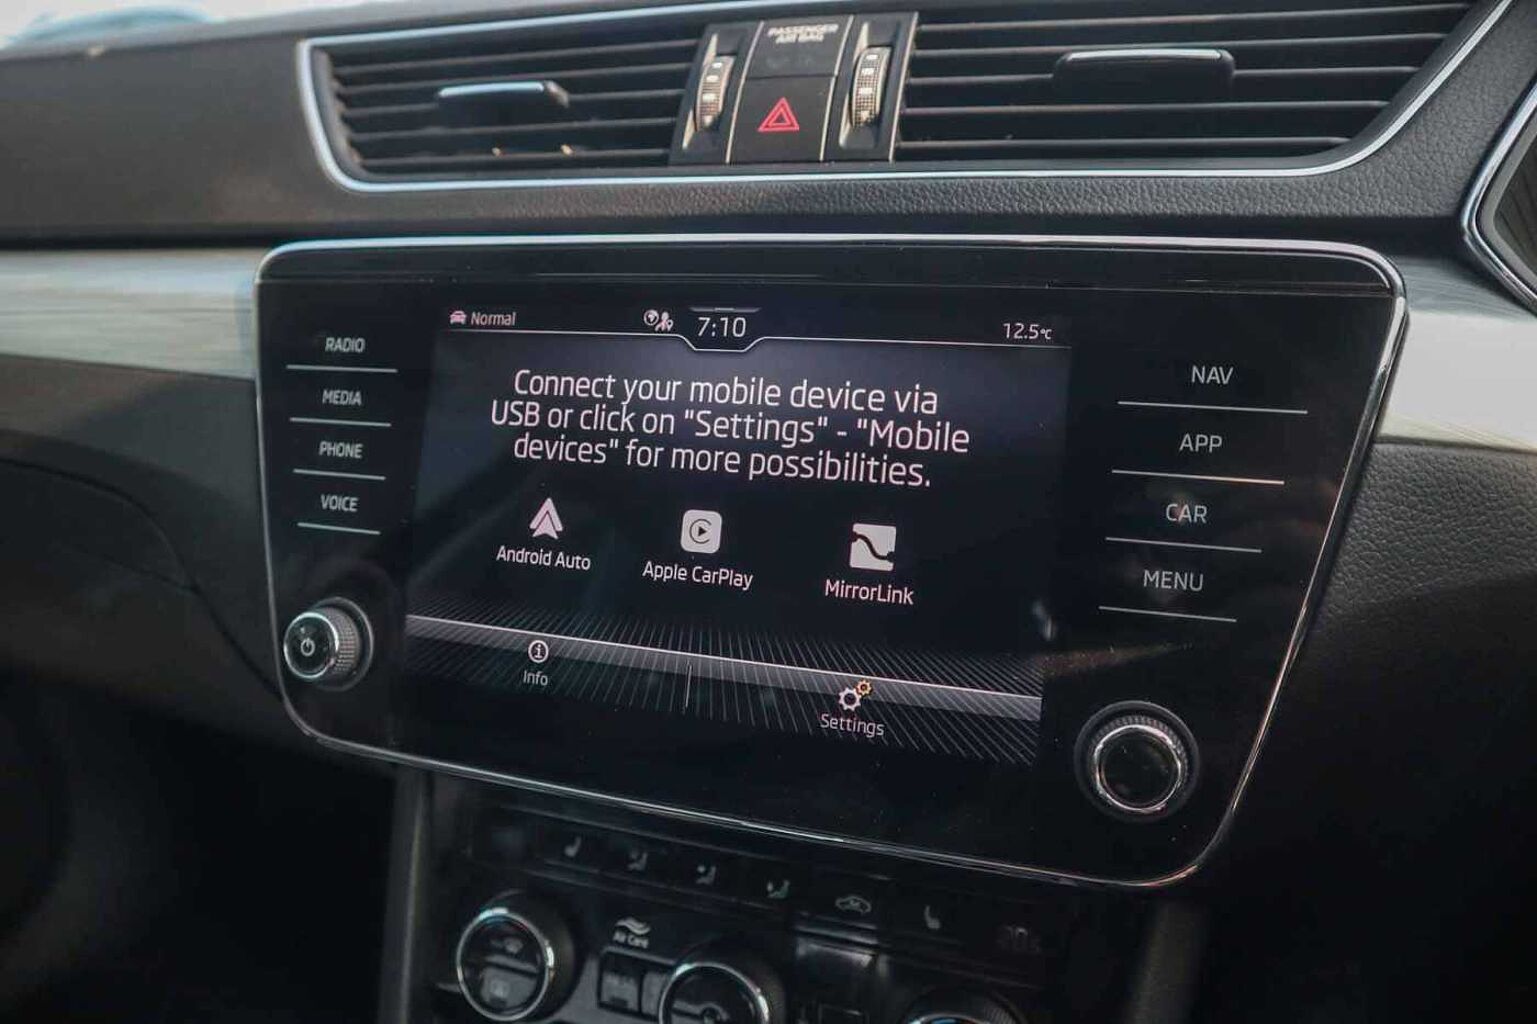 PASSENGER
AIR BAG
Normal
7:10
12.5°C
RADIO
MEDIA
PHONE
VOICE
Connect your mobile device via
USB or click on "Settings" - "Mobile
devices" for more possibilities.
Android Auto
Apple CarPlay
MirrorLink
Info
Settings
NAV
APP
CAR
MENU
Air Care